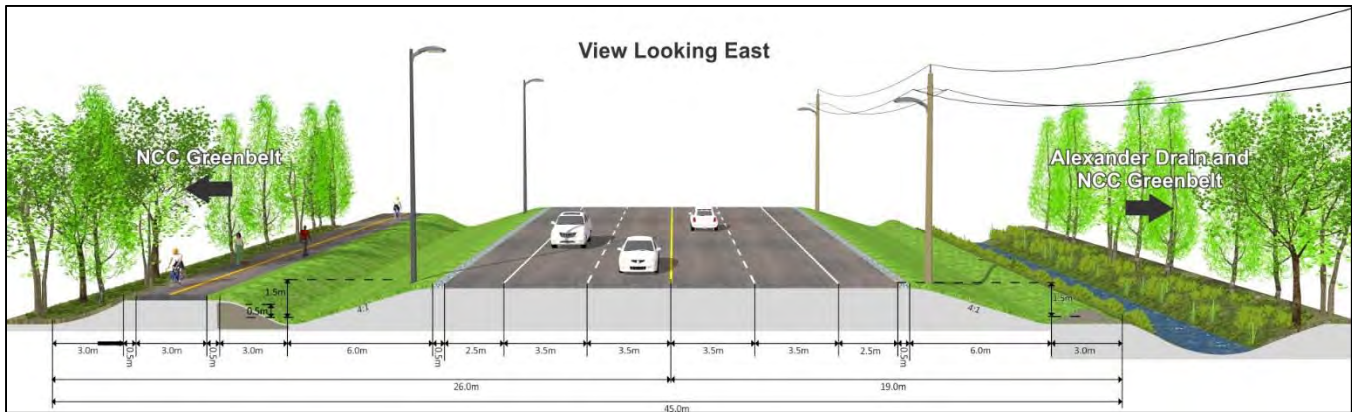 View Looking East
NCC Greenbelt
Alexander Drain and
NCC Greenbelt
1.5m
0.5m
4:1
1.5m
4:1
3.0m
0.5m
3.0m
0.5m
3.0m
6.0m
0.5m
2.5m
3.5m
3.5m
3.5m
3.5m
2.5m
0.5m
6.0m
3.0m
26.0m
19.0m
45.0m